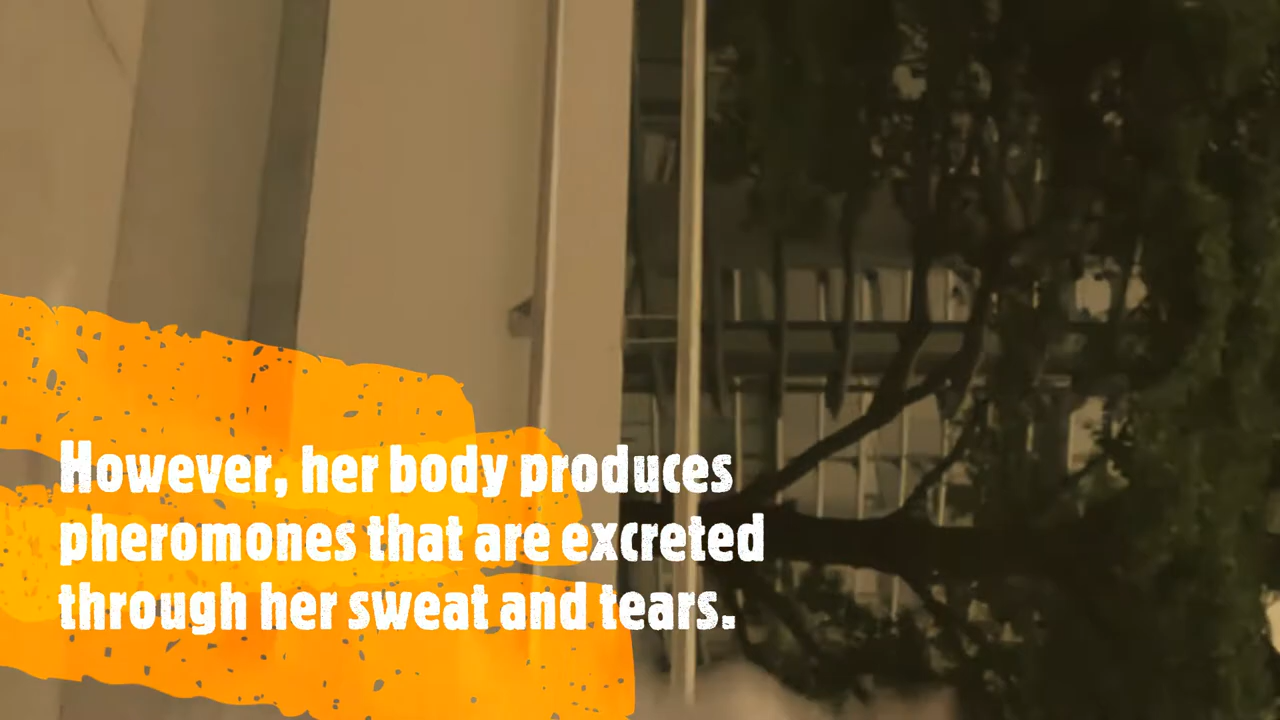 However, her body produces
pheromones that are excreted
through her sweat and tears.